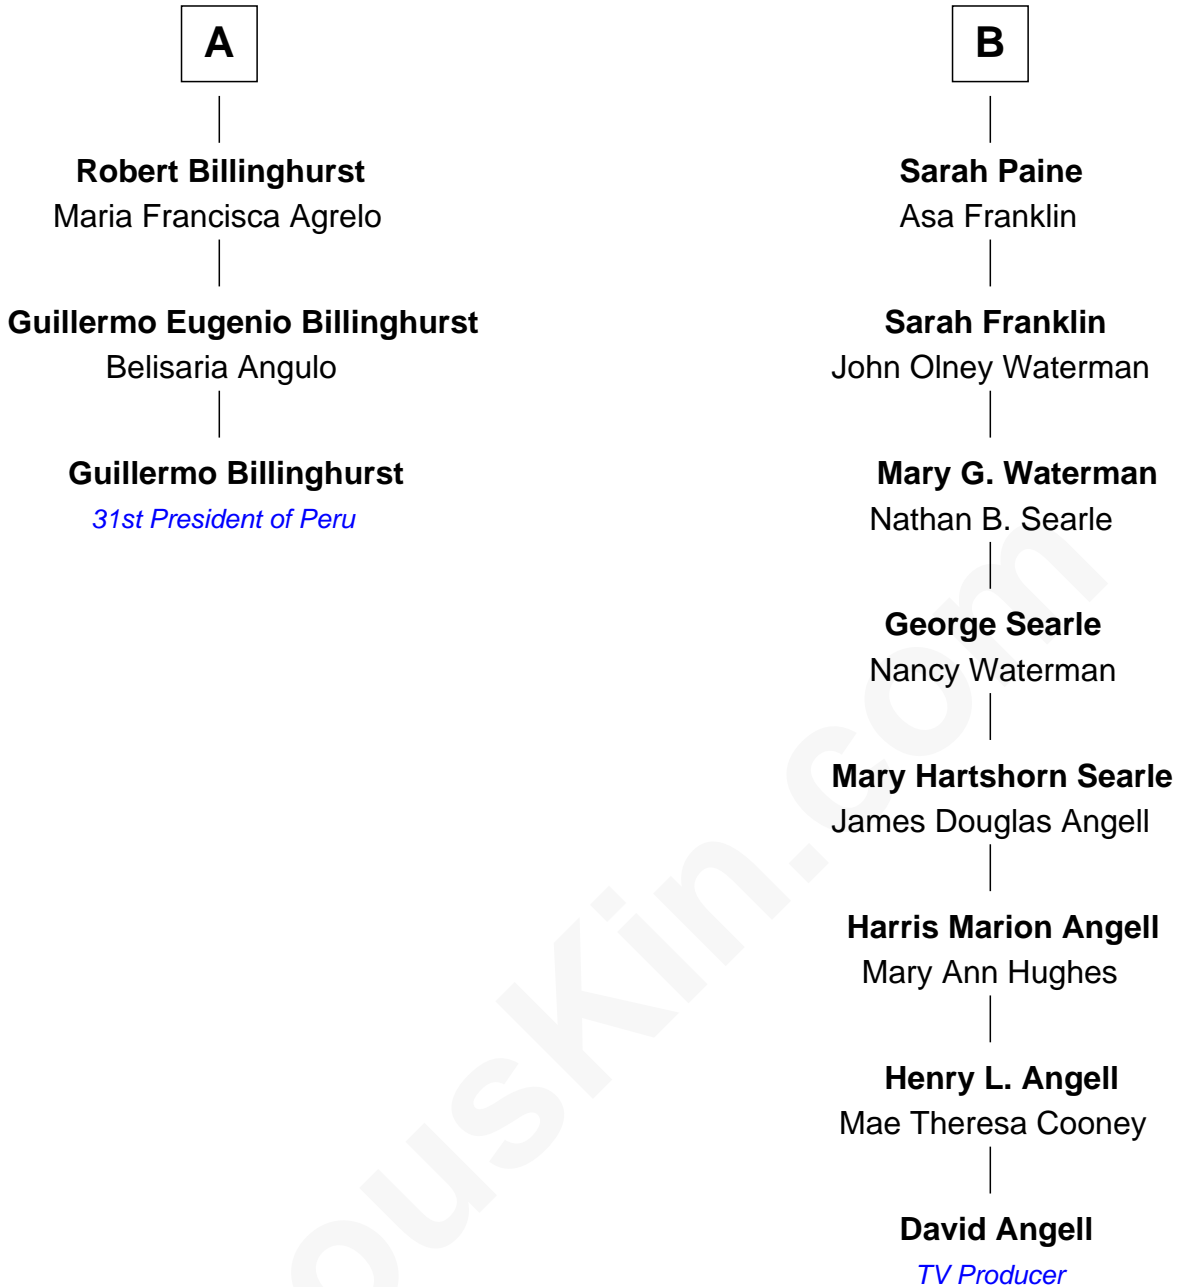 A
Robert Billinghurst
Maria Francisca Agrelo
Guillermo Eugenio Billinghurst
Belisaria Angulo
Guillermo Billinghurst
31st President of Peru
B
Sarah Paine
Asa Franklin
Sarah Franklin
John Olney Waterman
Mary G. Waterman
Nathan B. Searle
George Searle
Nancy Waterman
Mary Hartshorn Searle
James Douglas Angell
Harris Marion Angell
Mary Ann Hughes
Henry L. Angell
Mae Theresa Cooney
David Angell
TV Producer
ousKin.com